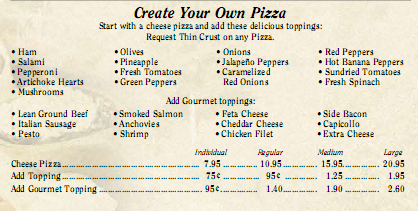 Create Your Own Pizza
Start with a cheese pizza and add these delicious toppings:
Request Thin Crust on any Pizza.
• Ham • Olives • Onions • Red Peppers
• Salami • Pineapple • Jalapeño Peppers • Hot Banana Peppers
• Pepperoni • Fresh Tomatoes • Caramelized • Sundried Tomatoes
• Artichoke Hearts • Green Peppers Red Onions • Fresh Spinach
• Mushrooms
Add Gourmet toppings:
• Lean Ground Beef • Smoked Salmon • Feta Cheese • Side Bacon
• Italian Sausage • Anchovies • Cheddar Cheese • Capicollo
• Pesto • Shrimp • Chicken Filet • Extra Cheese
Individual Regular Medium Large
Cheese Pizza 7.95 10.95 15.95 20.95
Add Topping 75¢ 95¢ 1.25 1.95
Add Gourmet Topping 95¢ 1.40 1.90 2.60